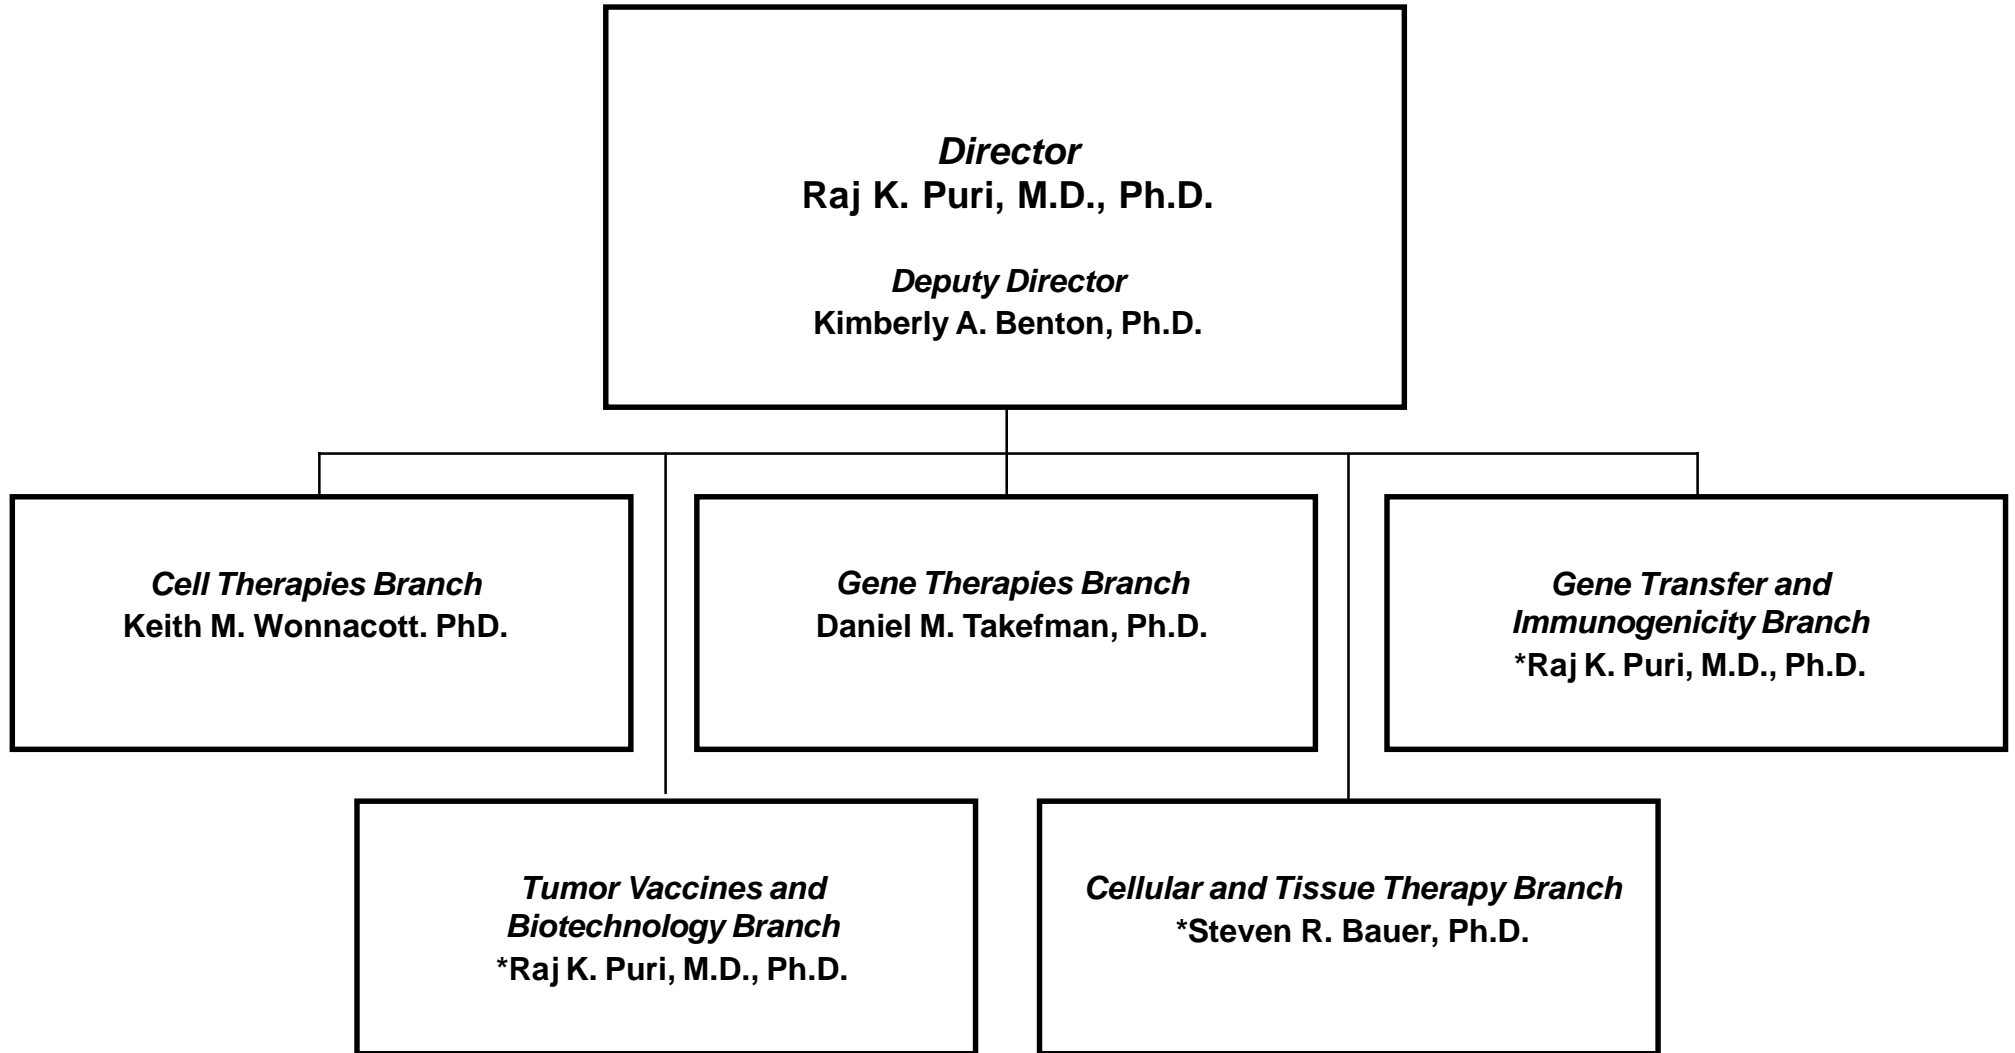 Director
Raj K. Puri, M.D., Ph.D.
Deputy Director
Kimberly A. Benton, Ph.D.
Cell Therapies Branch
Keith M. Wonnacott. PhD.
Gene Therapies Branch
Daniel M. Takefman, Ph.D.
Gene Transfer and
Immunogenicity Branch
*Raj K. Puri, M.D., Ph.D.
Tumor Vaccines and
Biotechnology Branch
*Raj K. Puri, M.D., Ph.D.
Cellular and Tissue Therapy Branch
*Steven R. Bauer, Ph.D.